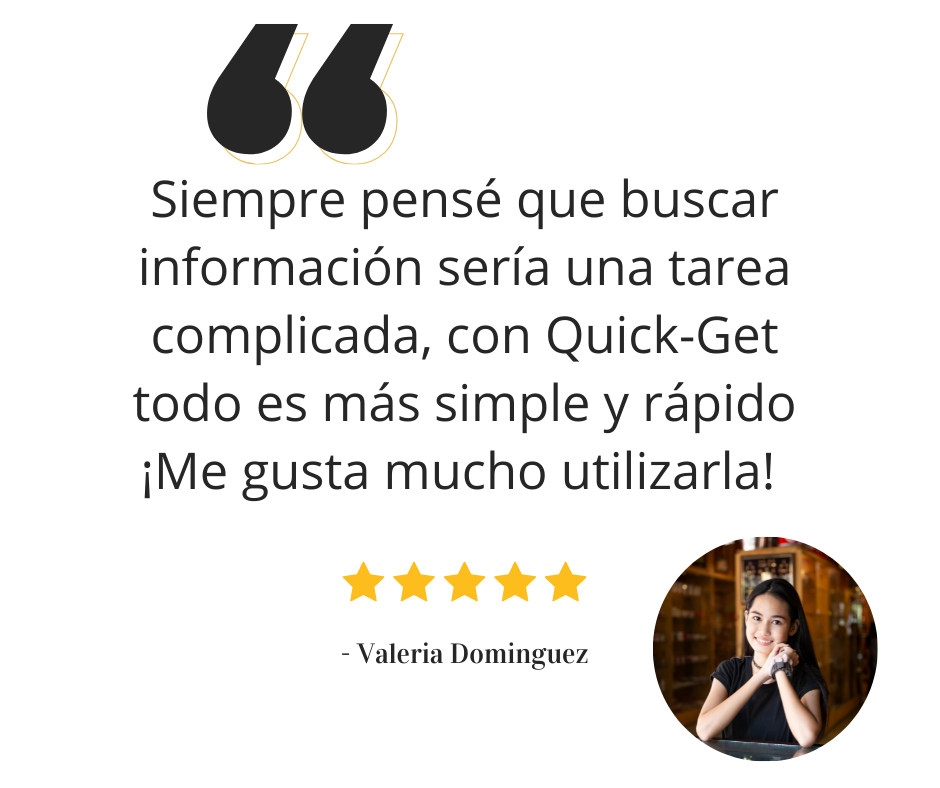 Siempre pensé que buscar
información sería una tarea
complicada, con Quick-Get
todo es más simple y rápido
¡Me gusta mucho utilizarla!
- Valeria Dominguez